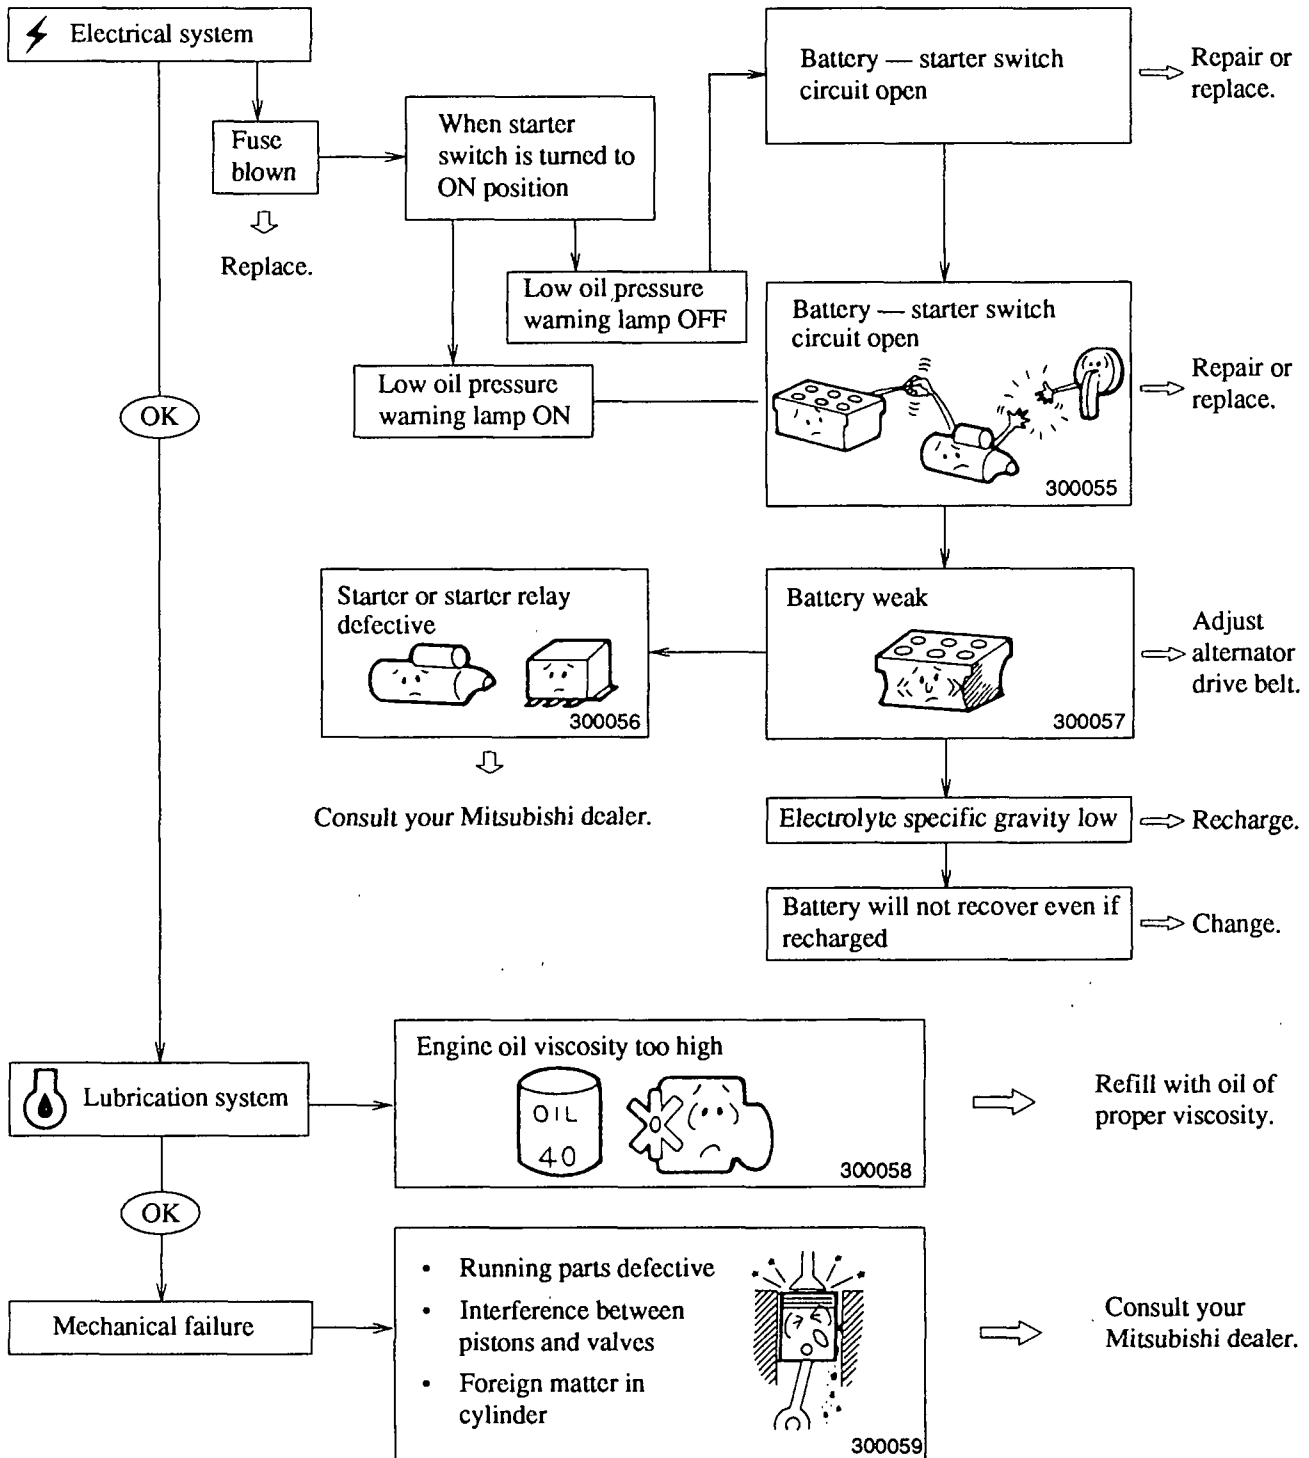 Electrical system
Fuse
blown
Replace.
When starter
switch is turned to
ON position
Low oil pressure
warning lamp OFF
Low oil pressure
warning lamp ON
Battery — starter switch
circuit open
Repair or
replace.
Battery — starter switch
circuit open
300055
Repair or
replace.
OK
Starter or starter relay
defective
300056
Consult your Mitsubishi dealer.
Battery weak
300057
Adjust
alternator
drive belt.
Electrolyte specific gravity low
Recharge.
Battery will not recover even if
recharged
Change.
Lubrication system
Engine oil viscosity too high
OIL
40
300058
Refill with oil of
proper viscosity.
OK
Mechanical failure
• Running parts defective
• Interference between
pistons and valves
• Foreign matter in
cylinder
300059
Consult your
Mitsubishi dealer.